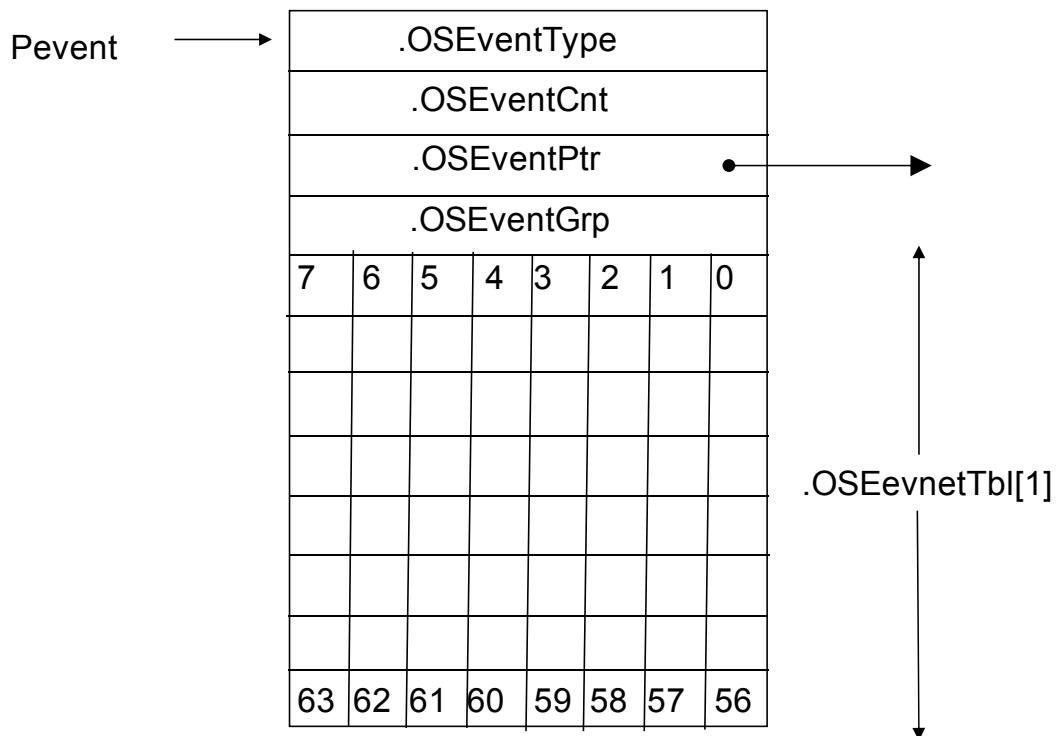 Pevent
.OSEventType
.OSEventCnt
.OSEventPtr
.OSEventGrp
7 6 5 4 3 2 1 0
.OSEevnetTbl[1]
63 62 61 60 59 58 57 56